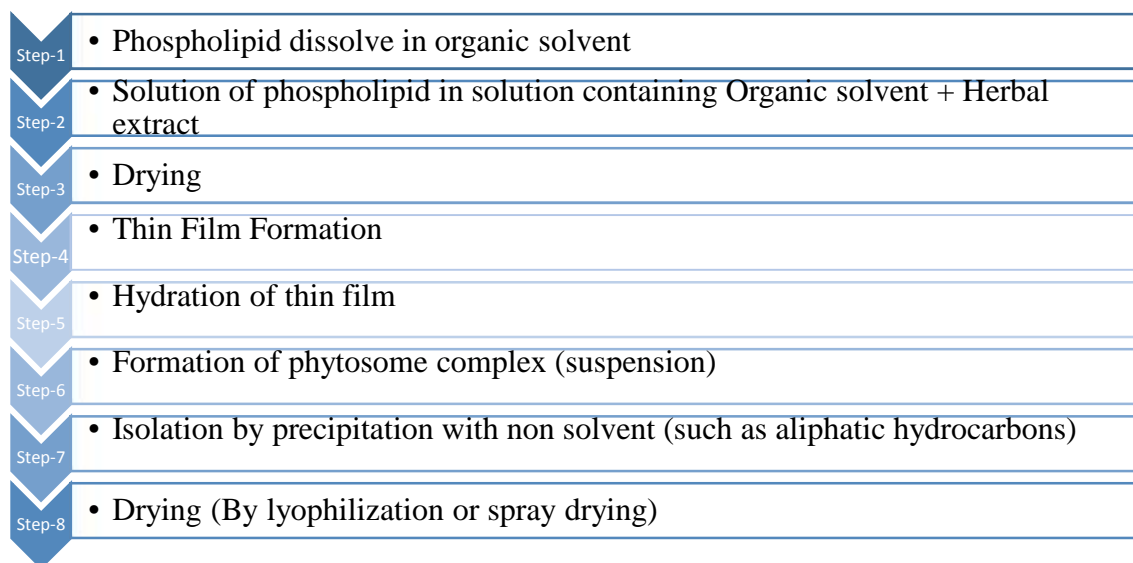 Step-1
• Phospholipid dissolve in organic solvent
Step-2
• Solution of phospholipid in solution containing Organic solvent + Herbal
extract
Step-3
• Drying
Step-4
• Thin Film Formation
Step-5
• Hydration of thin film
Step-6
• Formation of phytosome complex (suspension)
Step-7
• Isolation by precipitation with non solvent (such as aliphatic hydrocarbons)
Step-8
• Drying (By lyophilization or spray drying)